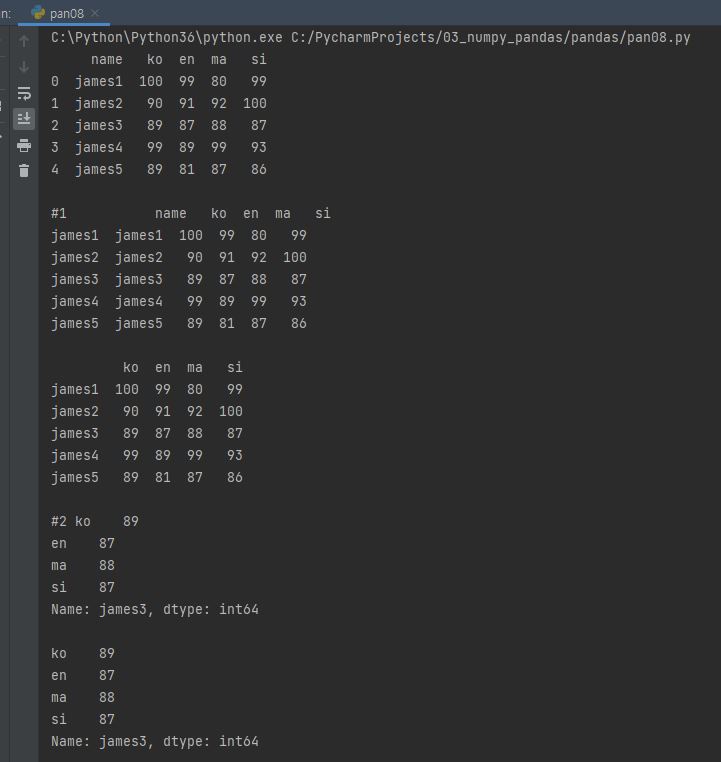 n: pan08
C:\Python\Python36\python.exe C:/PycharmProjects/03_numpy_pandas/pandas/pan08.py
     name   ko  en  ma   si
0  james1  100  99  80   99
1  james2   90  91  92  100
2  james3   89  87  88   87
3  james4   99  89  99   93
4  james5   89  81  87   86
#1           name   ko  en  ma   si
james1  james1  100  99  80   99
james2  james2   90  91  92  100
james3  james3   89  87  88   87
james4  james4   99  89  99   93
james5  james5   89  81  87   86
         ko  en  ma   si
james1  100  99  80   99
james2   90  91  92  100
james3   89  87  88   87
james4   99  89  99   93
james5   89  81  87   86
#2 ko    89
en    87
ma    88
si    87
Name: james3, dtype: int64
ko    89
en    87
ma    88
si    87
Name: james3, dtype: int64